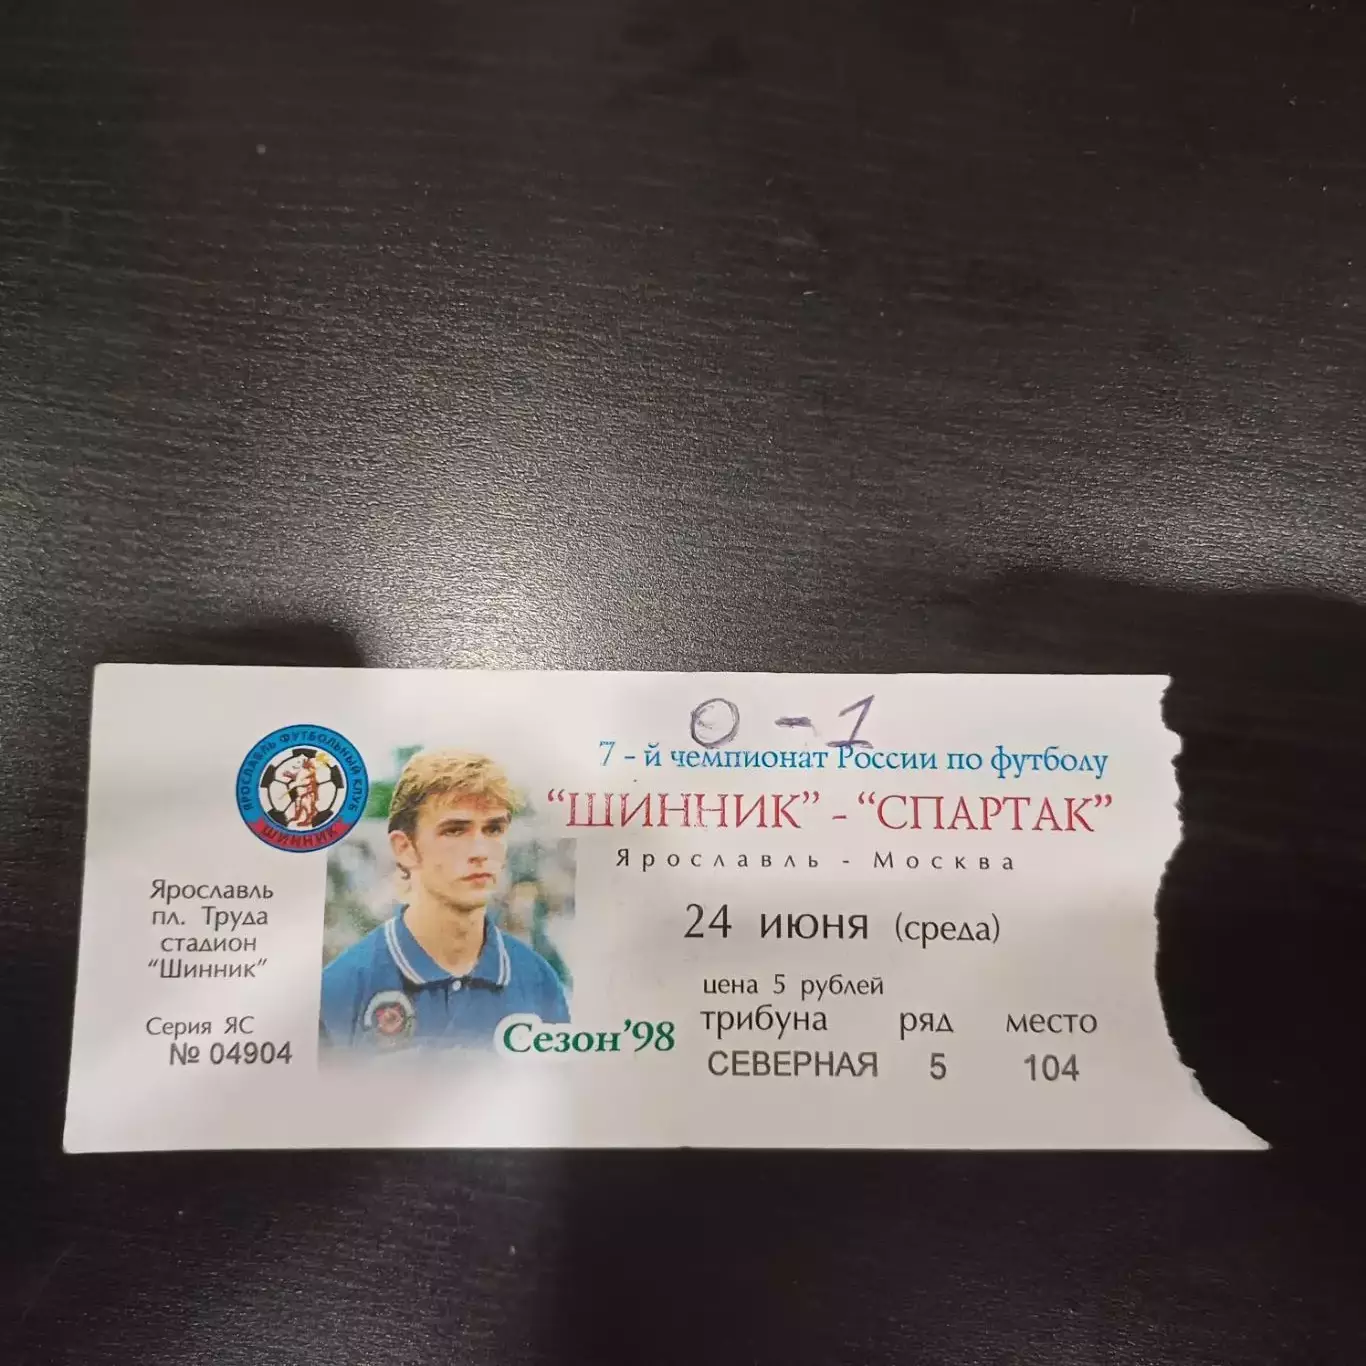 0 - 1
7 - й чемпионат России по футболу
"ШИННИК" - "СПАРТАК"
Ярославль - Москва
24 июня (среда)
цена 5 рублей
трибуна ряд место
СЕВЕРНАЯ 5 104
ЯРОСЛАВЛЬ ФУТБОЛЬНЫЙ КЛУБ
ШИННИК
Ярославль
пл. Труда
стадион
"Шинник"
Серия ЯС
№ 04904
Сезон'98